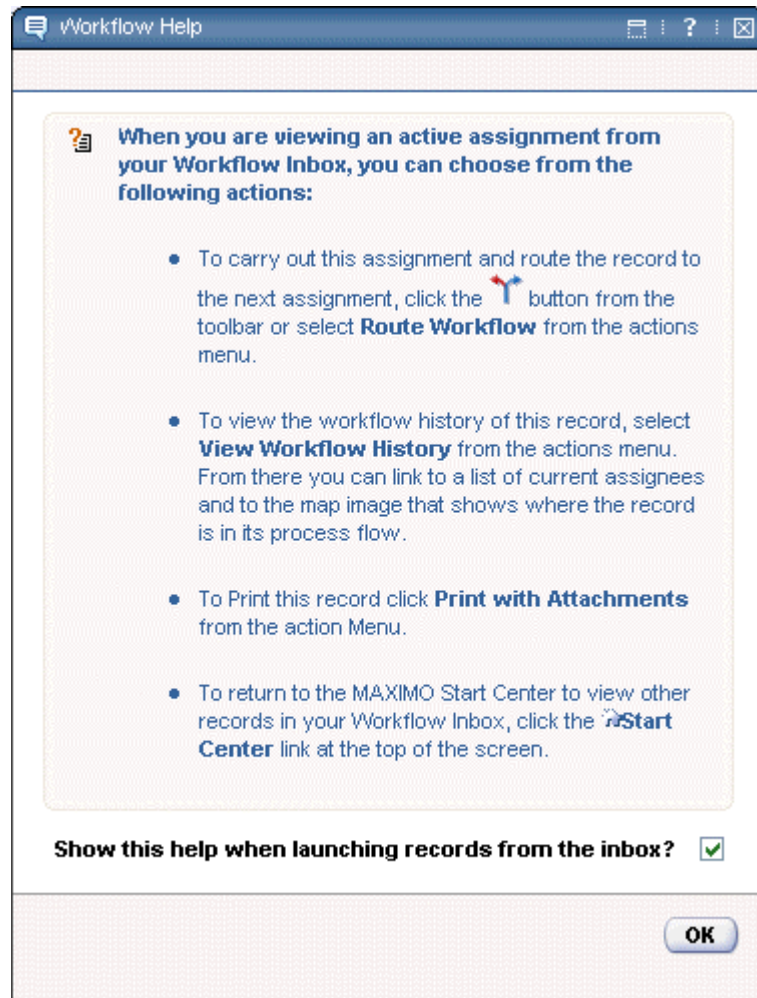 Workflow Help
?
When you are viewing an active assignment from
your Workflow Inbox, you can choose from the
following actions:
• To carry out this assignment and route the record to
the next assignment, click the button from the
toolbar or select Route Workflow from the actions
menu.
• To view the workflow history of this record, select
View Workflow History from the actions menu.
From there you can link to a list of current assignees
and to the map image that shows where the record
is in its process flow.
• To Print this record click Print with Attachments
from the action Menu.
• To return to the MAXIMO Start Center to view other
records in your Workflow Inbox, click the Start
Center link at the top of the screen.
Show this help when launching records from the inbox?
OK